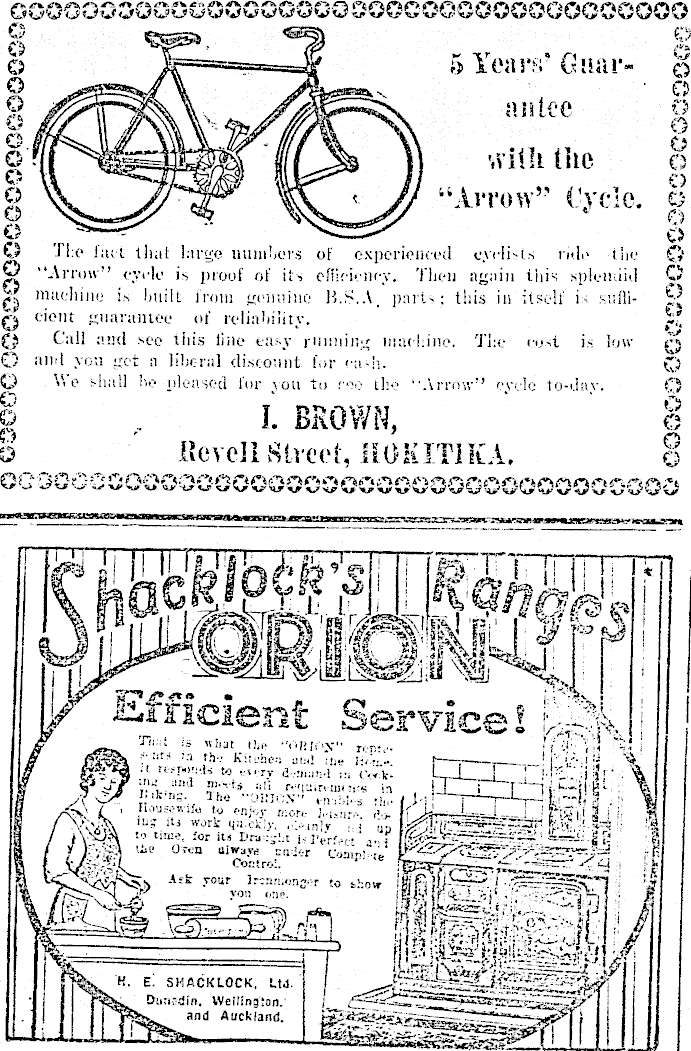 5 Years' Guar-
antee
with the
"Arrow" Cycle.
The fact that large numbers of experienced cyclists ride the
"Arrow" cycle is proof of its efficiency. Then again this splendid
machine is built from genuine B.S.A. parts; this in itself is suffi-
cient guarantee of reliability.
Call and see this fine easy running machine. The cost is low
and you get a liberal discount for cash.
We shall be pleased for you to see the "Arrow" cycle to-day.
I. BROWN,
Revell Street, HOKITIKA.
Shacklock's Ranges
ORION
Efficient Service!
That is what the "ORION" repre-
sents in the Kitchen and the Home.
It responds to every demand in Cook-
ing and meets all requirements in
Baking. The "ORION" enables the
Housewife to enjoy more leisure, do-
ing its work quickly, cleanly and up
to time, for its Draught is Perfect and
the Oven always under Complete
Control.
Ask your Ironmonger to show
you one.
H. E. SHACKLOCK, Ltd.
Dunedin, Wellington,
and Auckland.